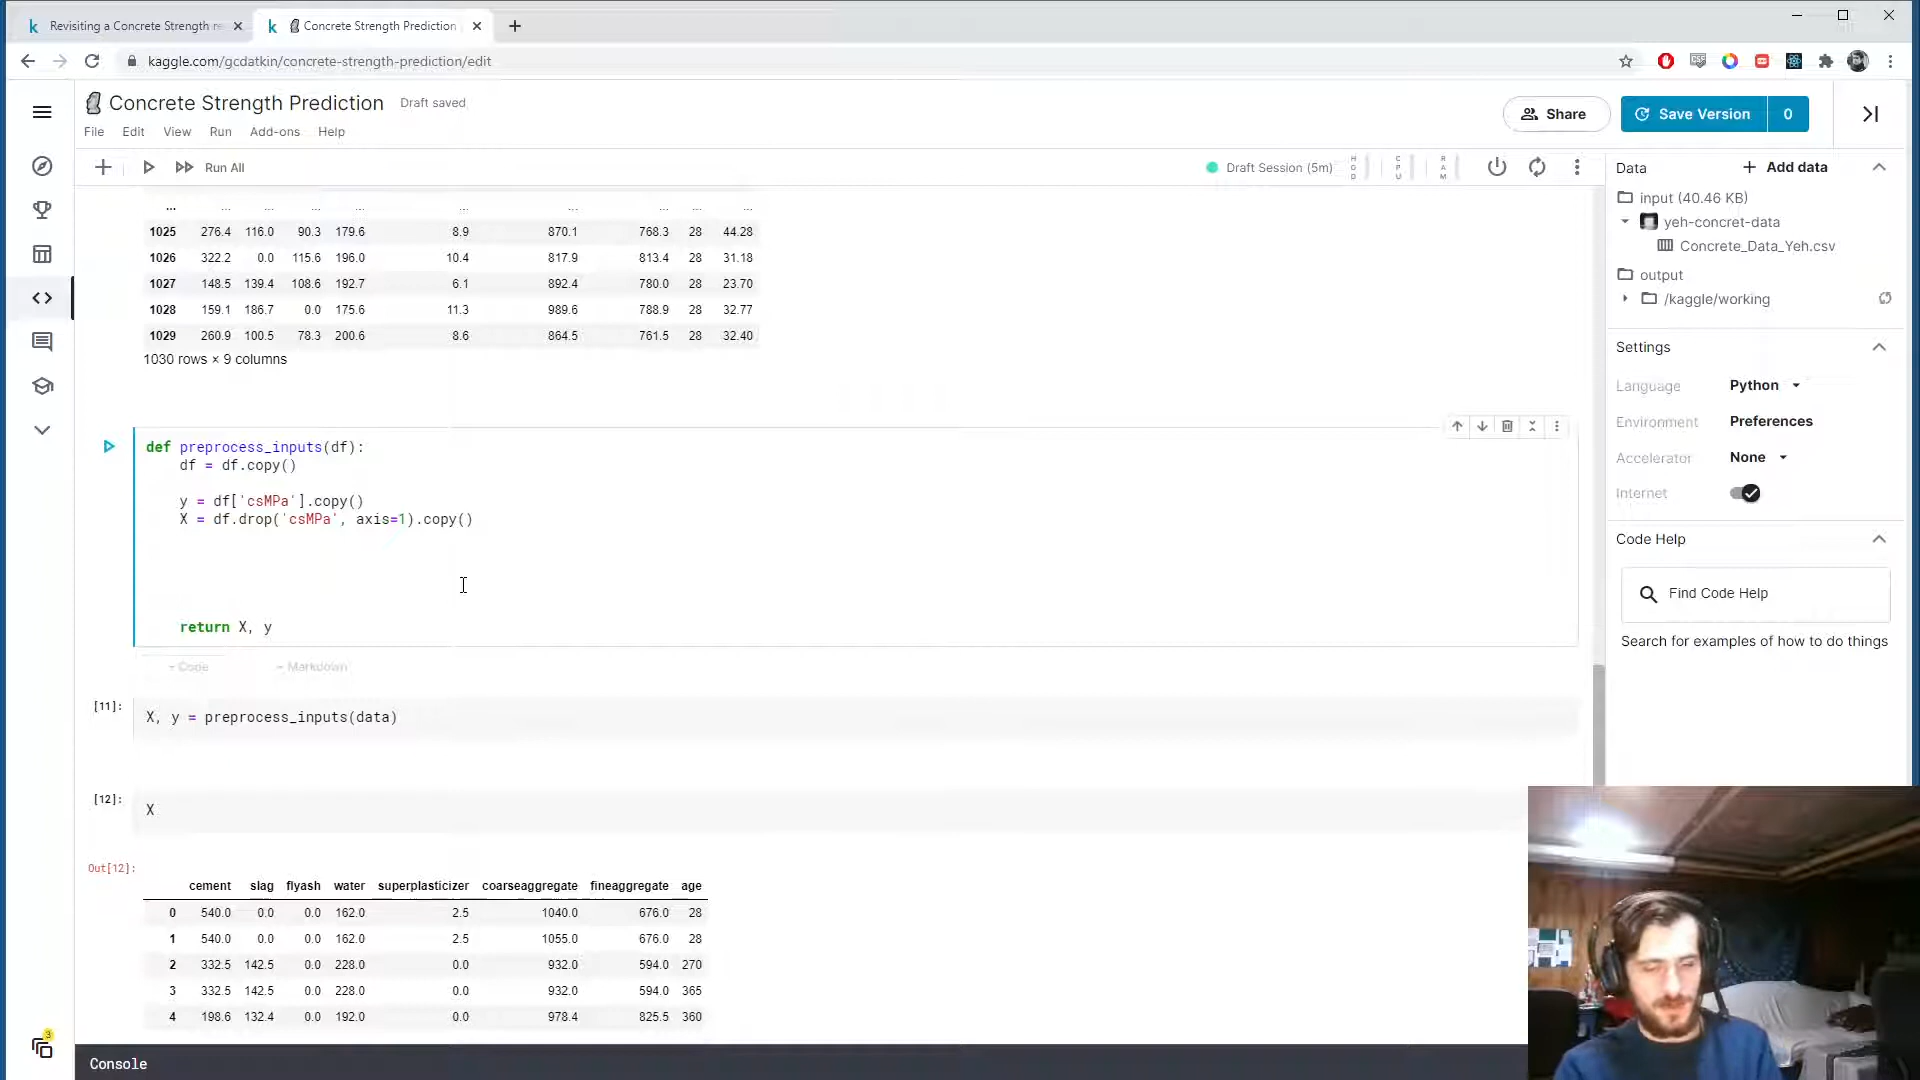 Revisiting a Concrete Strength re
Concrete Strength Prediction
kaggle.com/gcdatkin/concrete-strength-prediction/edit
Concrete Strength Prediction
Draft saved
File Edit View Run Add-ons Help
Share
Save Version
0
Run All
Draft Session (5m)
HDD
CPU
RAM
... ... ... ... ... ... ... ... ... ...
1025 276.4 116.0 90.3 179.6 8.9 870.1 768.3 28 44.28
1026 322.2 0.0 115.6 196.0 10.4 817.9 813.4 28 31.18
1027 148.5 139.4 108.6 192.7 6.1 892.4 780.0 28 23.70
1028 159.1 186.7 0.0 175.6 11.3 989.6 788.9 28 32.77
1029 260.9 100.5 78.3 200.6 8.6 864.5 761.5 28 32.40
1030 rows × 9 columns
def preprocess_inputs(df):
df = df.copy()
y = df['csMPa'].copy()
X = df.drop('csMPa', axis=1).copy()
return X, y
+ Code + Markdown
[11]:
X, y = preprocess_inputs(data)
[12]:
X
Out[12]:
cement slag flyash water superplasticizer coarseaggregate fineaggregate age
0 540.0 0.0 0.0 162.0 2.5 1040.0 676.0 28
1 540.0 0.0 0.0 162.0 2.5 1055.0 676.0 28
2 332.5 142.5 0.0 228.0 0.0 932.0 594.0 270
3 332.5 142.5 0.0 228.0 0.0 932.0 594.0 365
4 198.6 132.4 0.0 192.0 0.0 978.4 825.5 360
Console
3
Data
Add data
input (40.46 KB)
yeh-concret-data
Concrete_Data_Yeh.csv
output
/kaggle/working
Settings
Language Python
Environment Preferences
Accelerator None
Internet
Code Help
Find Code Help
Search for examples of how to do things